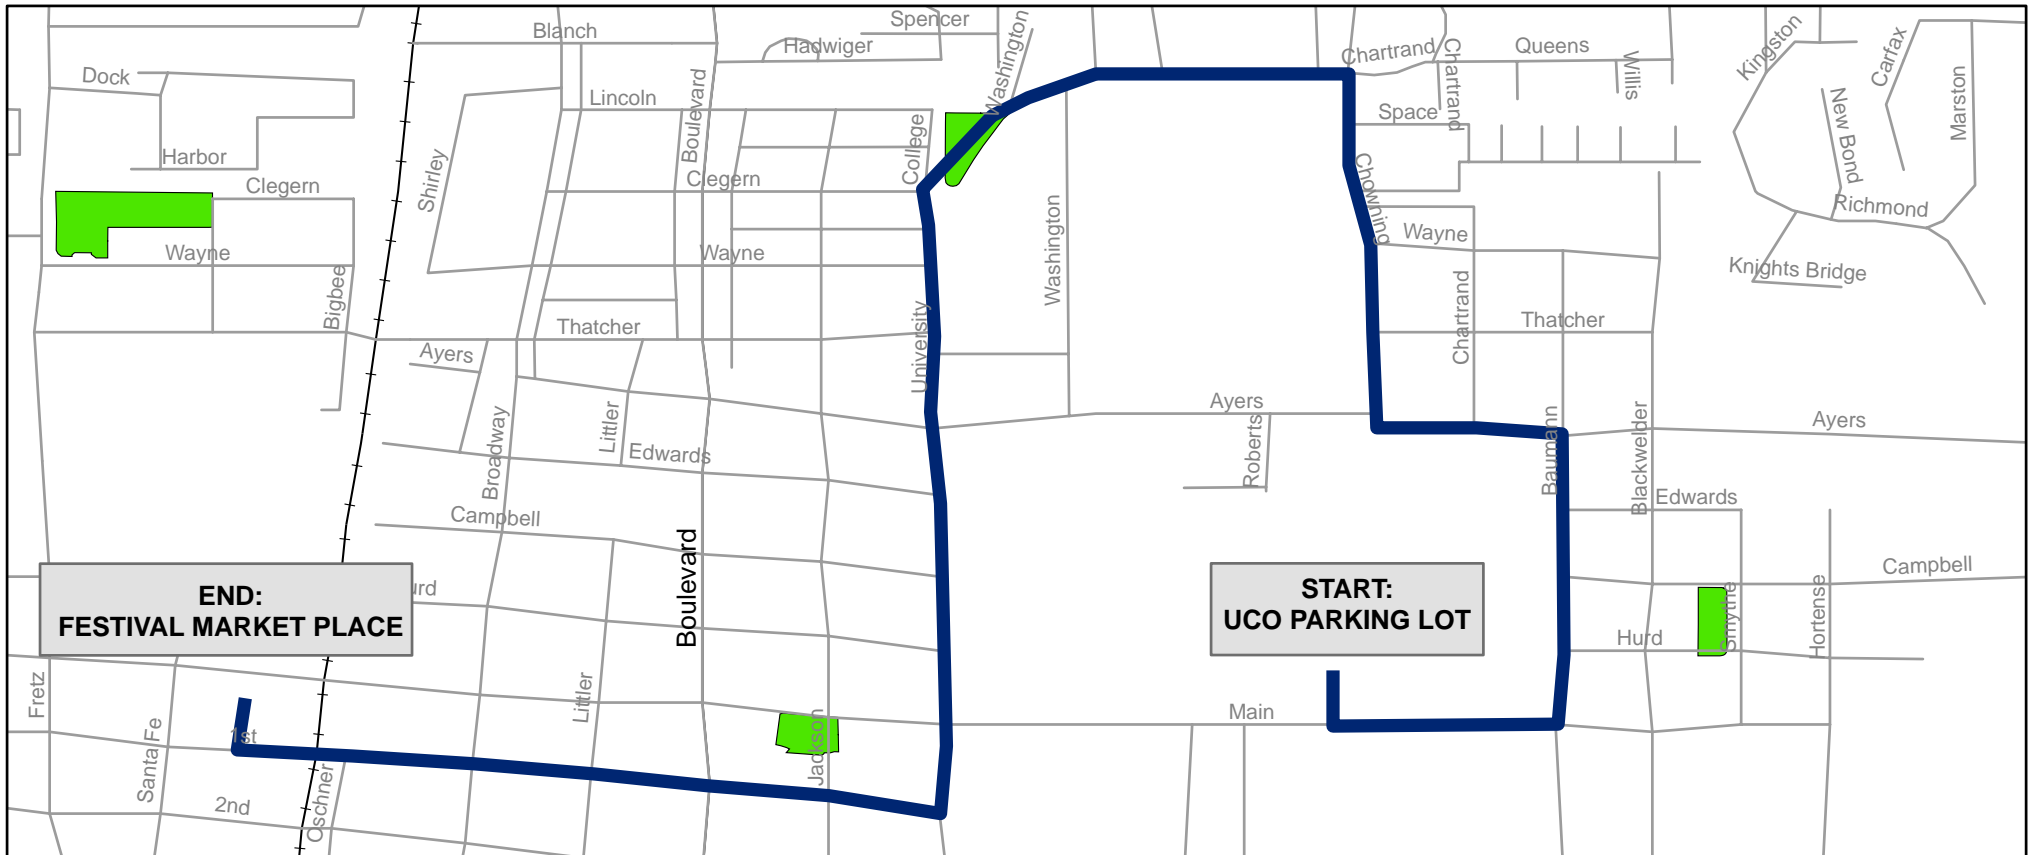 Spencer
Blanch
Washington
Hadwiger
Chartrand
Queens
Kingston
Carfax
Dock
Boulevard
Chartrand
Willis
Marston
Lincoln
Space
New Bond
Harbor
Shirley
Boulevard
College
Clegern
Clegern
Chowning
Richmond
Wayne
Wayne
Washington
Wayne
Knights Bridge
Bigbee
Thatcher
University
Chartrand
Thatcher
Ayers
Littler
Ayers
Roberts
Baumann
Blackwelder
Ayers
Broadway
Edwards
Edwards
Campbell
Boulevard
Campbell
END:
FESTIVAL MARKET PLACE
urd
START:
UCO PARKING LOT
Smythe
Hortense
Hurd
Fretz
Littler
Main
1st
Santa Fe
Jackson
Oschner
2nd